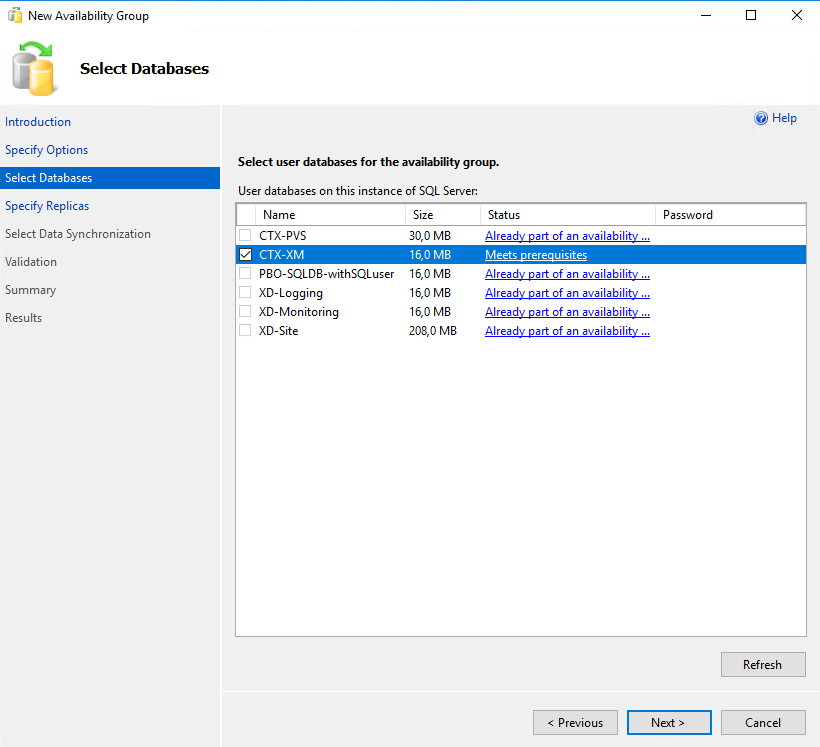 New Availability Group
Select Databases
Introduction
Specify Options
Select Databases
Specify Replicas
Select Data Synchronization
Validation
Summary
Results
Help
Select user databases for the availability group.
User databases on this instance of SQL Server:
Name Size Status Password
CTX-PVS 30,0 MB Already part of an availability ...
CTX-XM 16,0 MB Meets prerequisites
PBO-SQLDB-withSQLuser 16,0 MB Already part of an availability ...
XD-Logging 16,0 MB Already part of an availability ...
XD-Monitoring 16,0 MB Already part of an availability ...
XD-Site 208,0 MB Already part of an availability ...
Refresh
< Previous Next > Cancel